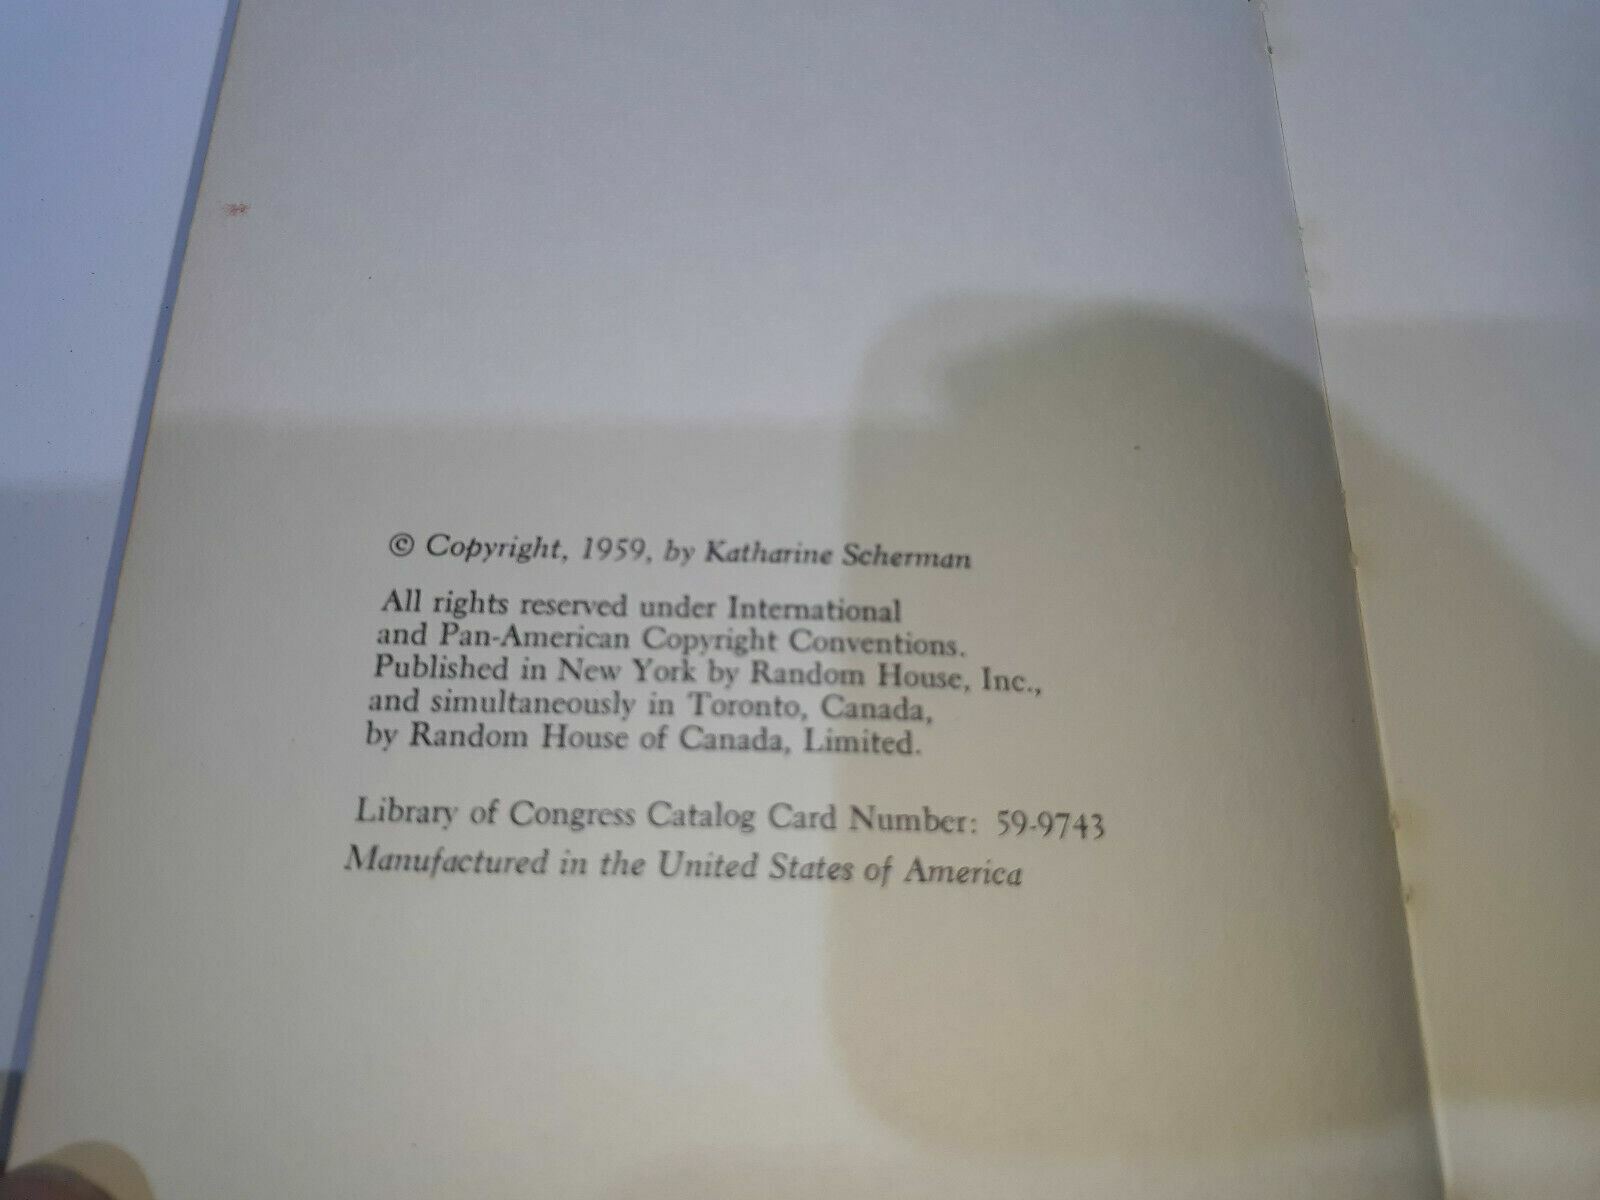 © Copyright, 1959, by Katharine Scherman
All rights reserved under International
and Pan-American Copyright Conventions.
Published in New York by Random House, Inc.,
and simultaneously in Toronto, Canada,
by Random House of Canada, Limited.
Library of Congress Catalog Card Number: 59-9743
Manufactured in the United States of America